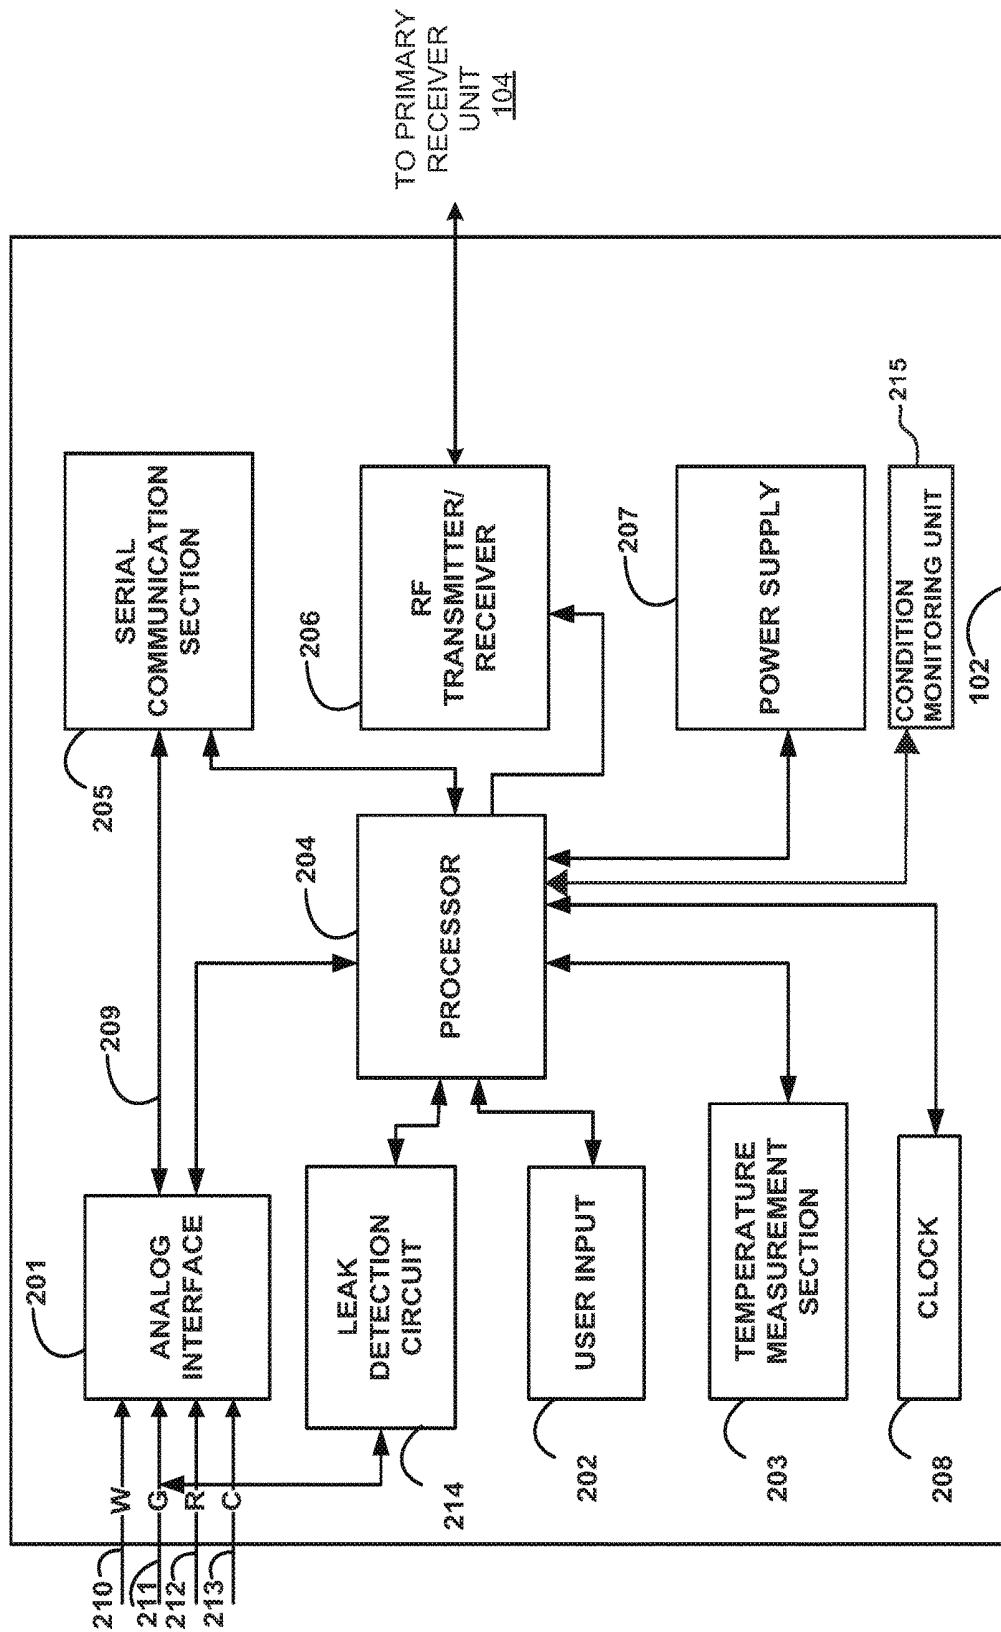 210
211
212
213
W
G
R
C
201
ANALOG
INTERFACE
209
205
SERIAL
COMMUNICATION
SECTION
214
LEAK
DETECTION
CIRCUIT
204
PROCESSOR
206
RF
TRANSMITTER/
RECEIVER
TO PRIMARY
RECEIVER
UNIT
104
202
USER INPUT
203
TEMPERATURE
MEASUREMENT
SECTION
207
POWER SUPPLY
208
CLOCK
CONDITION
MONITORING UNIT
215
102